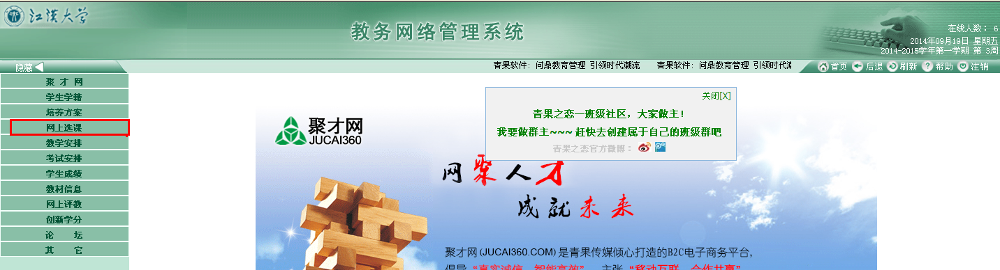 江漢大学
教务网络管理系统
在线人数： 6
2014年09月19日 星期五
2014-2015学年第一学期 第 3周
隐藏
青果软件: 问鼎教育管理 引领时代潮流 青果软件: 问鼎教育管理 引领时代
首页 后退 刷新 帮助 注销
聚 才 网
学生学籍
培养方案
网上选课
教学安排
考试安排
学生成绩
教材信息
网上评教
创新学分
论 坛
其 它
关闭[X]
青果之恋—班级社区，大家做主！
我要做群主~~~ 赶快去创建属于自己的班级群吧
青果之恋官方微博：
聚才网
JUCAI360
网聚人才
成就未来
聚才网(JUCAI360.COM)是青果传媒倾心打造的B2C电子商务平台，
倡导“真实诚信、智能高效”，主张“移动互联、合作共赢”